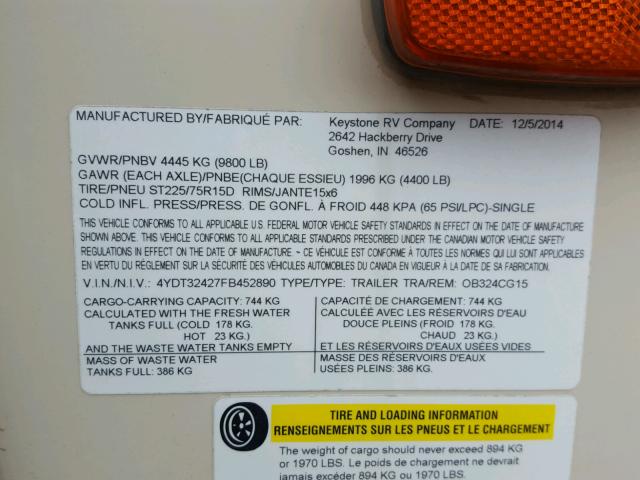 MANUFACTURED BY/FABRIQUÉ PAR: Keystone RV Company DATE: 12/5/2014
2642 Hackberry Drive
Goshen, IN 46526
GVWR/PNBV 4445 KG (9800 LB)
GAWR (EACH AXLE)/PNBE(CHAQUE ESSIEU) 1996 KG (4400 LB)
TIRE/PNEU ST225/75R15D RIMS/JANTE15x6
COLD INFL. PRESS/PRESS. DE GONFL. À FROID 448 KPA (65 PSI/LPC)-SINGLE
THIS VEHICLE CONFORMS TO ALL APPLICABLE U.S. FEDERAL MOTOR VEHICLE SAFETY STANDARDS IN EFFECT ON THE DATE OF MANUFACTURE
SHOWN ABOVE. THIS VEHICLE CONFORMS TO ALL APPLICABLE STANDARDS PRESCRIBED UNDER THE CANADIAN MOTOR VEHICLE SAFETY
REGULATIONS IN EFFECT ON THE DATE OF MANUFACTURE ~ CE VÉHICULE EST CONFORME À TOUTES LES NORMES QUI LUI SONT APPLICABLES
EN VERTU DU RÉGLEMENT SUR LA SÉCURITÉ DES VÉHICULES AUTOMOBILES DU CANADA EN VIGUEUR À LA DATE DE SA FABRICATION.
V.I.N./N.I.V.: 4YDT32427FB452890 TYPE/TYPE: TRAILER TRA/REM: OB324CG15
CARGO-CARRYING CAPACITY: 744 KG
CALCULATED WITH THE FRESH WATER
TANKS FULL (COLD 178 KG.
HOT 23 KG.)
AND THE WASTE WATER TANKS EMPTY
MASS OF WASTE WATER
TANKS FULL: 386 KG
CAPACITÉ DE CHARGEMENT: 744 KG
CALCULÉE AVEC LES RÉSERVOIRS D'EAU
DOUCE PLEINS (FROID 178 KG.
CHAUD 23 KG.)
ET LES RÉSERVOIRS D'EAUX USÉES VIDES
MASSE DES RÉSERVOIRS D'EAUX
USÉES PLEINS: 386 KG.
TIRE AND LOADING INFORMATION
RENSEIGNEMENTS SUR LES PNEUS ET LE CHARGEMENT
The weight of cargo should never exceed 894 KG
or 1970 LBS. Le poids de chargement ne devrait
jamais exceéder 894 KG ou 1970 LBS.